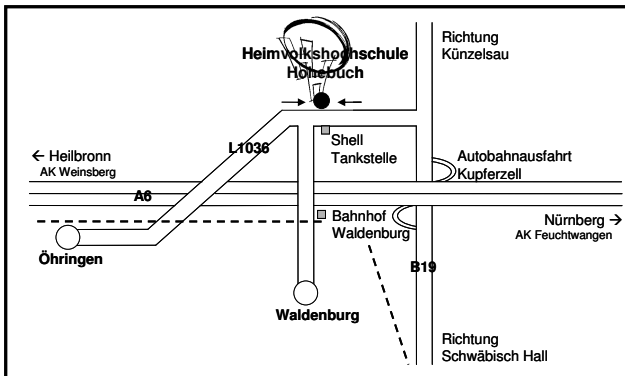 Richtung
Künzelsau
Heimvolkshochschule
Hohebuch
Shell
Tankstelle
L1036
← Heilbronn
AK Weinsberg
Autobahnausfahrt
Kupferzell
A6
Bahnhof
Waldenburg
Nürnberg →
AK Feuchtwangen
Öhringen
B19
Waldenburg
Richtung
Schwäbisch Hall